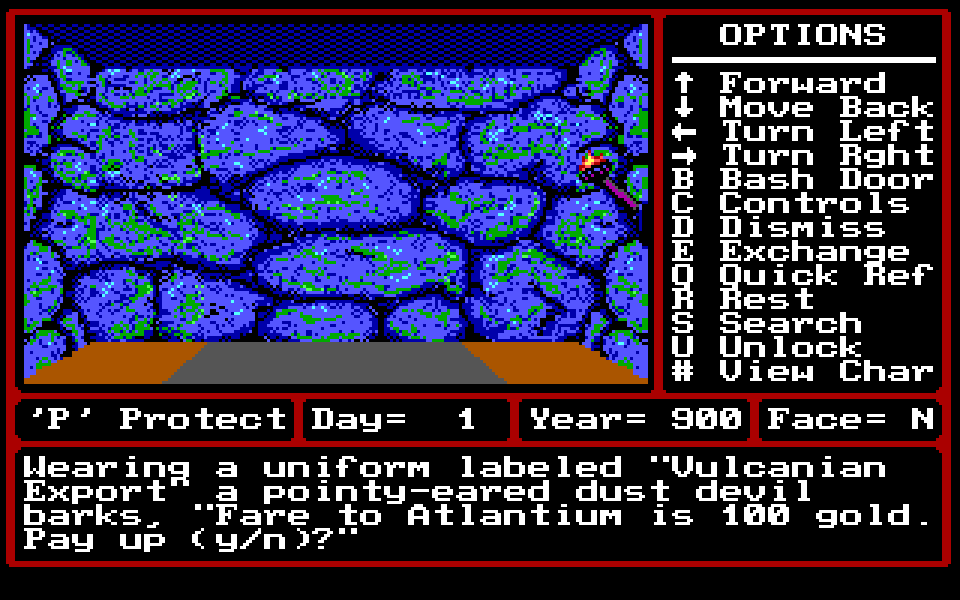 OPTIONS
↑ Forward
↓ Move Back
← Turn Left
→ Turn Rght
B Bash Door
C Controls
D Dismiss
E Exchange
Q Quick Ref
R Rest
S Search
U Unlock
# View Char
'P' Protect
Day= 1
Year= 900
Face= N
Wearing a uniform labeled "Vulcanian
Export" a pointy-eared dust devil
barks, "Fare to Atlantium is 100 gold.
Pay up (y/n)?"